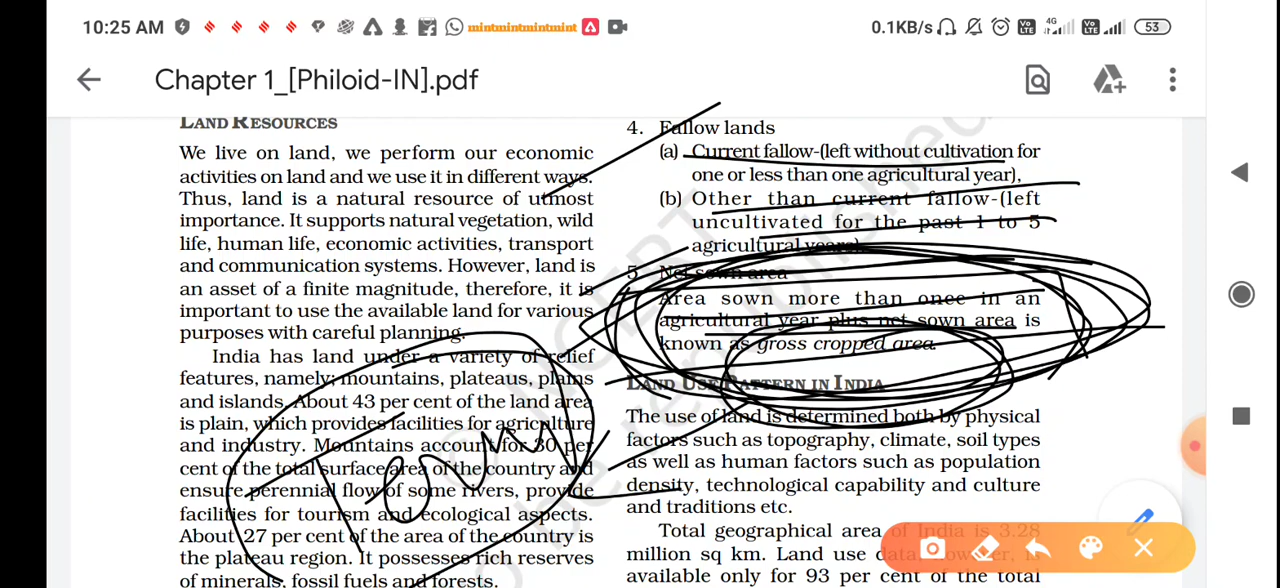 10:25 AM
mintmintmintmint
0.1KB/s
Vo LTE
4G
Vo LTE
53
Chapter 1_[Philoid-IN].pdf
LAND RESOURCES
We live on land, we perform our economic
activities on land and we use it in different ways.
Thus, land is a natural resource of utmost
importance. It supports natural vegetation, wild
life, human life, economic activities, transport
and communication systems. However, land is
an asset of a finite magnitude, therefore, it is
important to use the available land for various
purposes with careful planning.
India has land under a variety of relief
features, namely; mountains, plateaus, plains
and islands. About 43 per cent of the land area
is plain, which provides facilities for agriculture
and industry. Mountains account for 30 per
cent of the total surface area of the country and
ensure perennial flow of some rivers, provide
facilities for tourism and ecological aspects.
About 27 per cent of the area of the country is
the plateau region. It possesses rich reserves
of minerals, fossil fuels and forests.
4. Fallow lands
(a) Current fallow-(left without cultivation for
one or less than one agricultural year),
(b) Other than current fallow-(left
uncultivated for the past 1 to 5
agricultural years).
5 Net sown area
Area sown more than once in an
agricultural year plus net sown area is
known as gross cropped area.
LAND USE PATTERN IN INDIA
The use of land is determined both by physical
factors such as topography, climate, soil types
as well as human factors such as population
density, technological capability and culture
and traditions etc.
Total geographical area of India is 3.28
million sq km. Land use data, however, is
available only for 93 per cent of the total